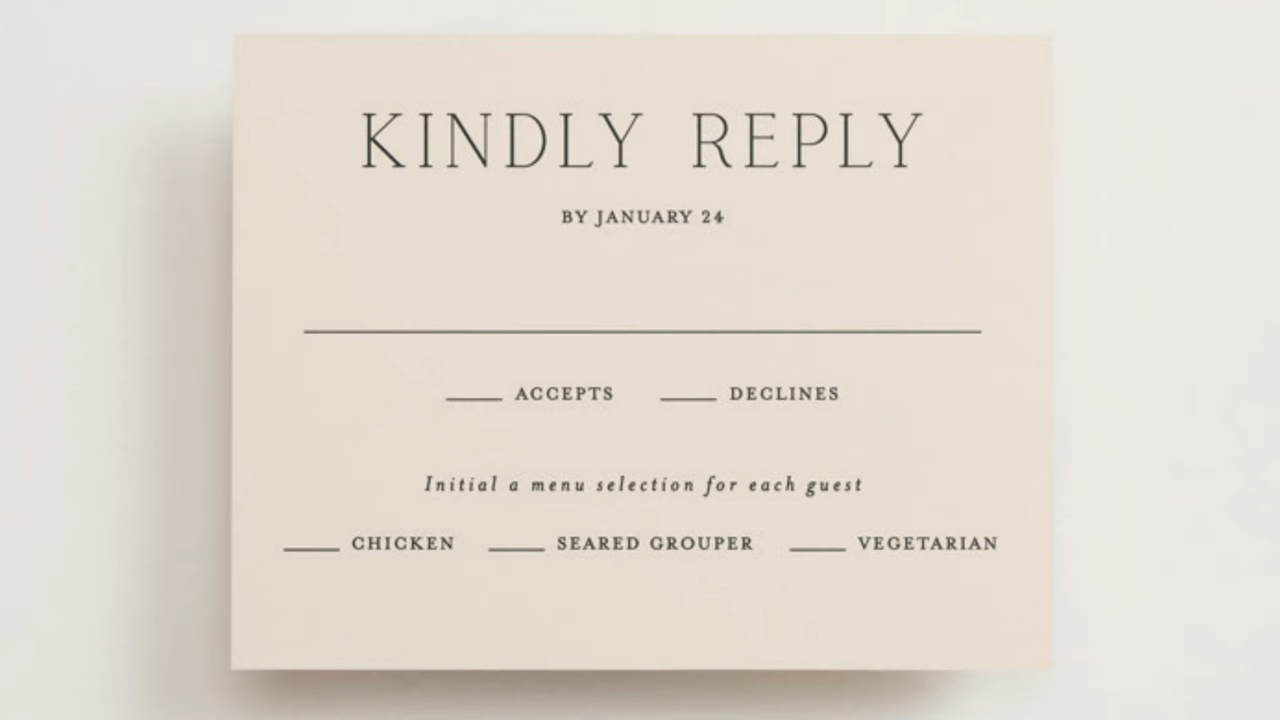 KINDLY REPLY
BY JANUARY 24
ACCEPTS DECLINES
Initial a menu selection for each guest
CHICKEN SEARED GROUPER VEGETARIAN